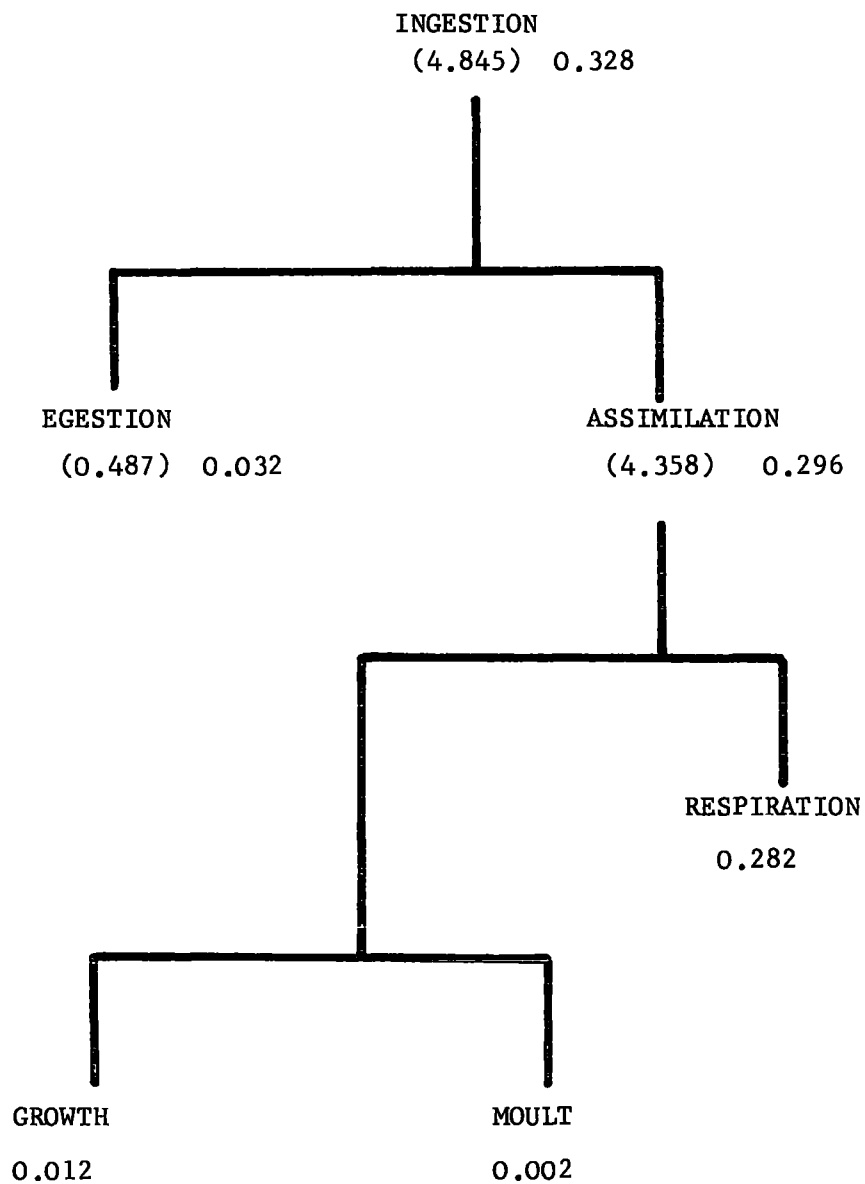 INGESTION
(4.845) 0.328
EGESTION
(0.487) 0.032
ASSIMILATION
(4.358) 0.296
RESPIRATION
0.282
GROWTH
0.012
MOULT
0.002